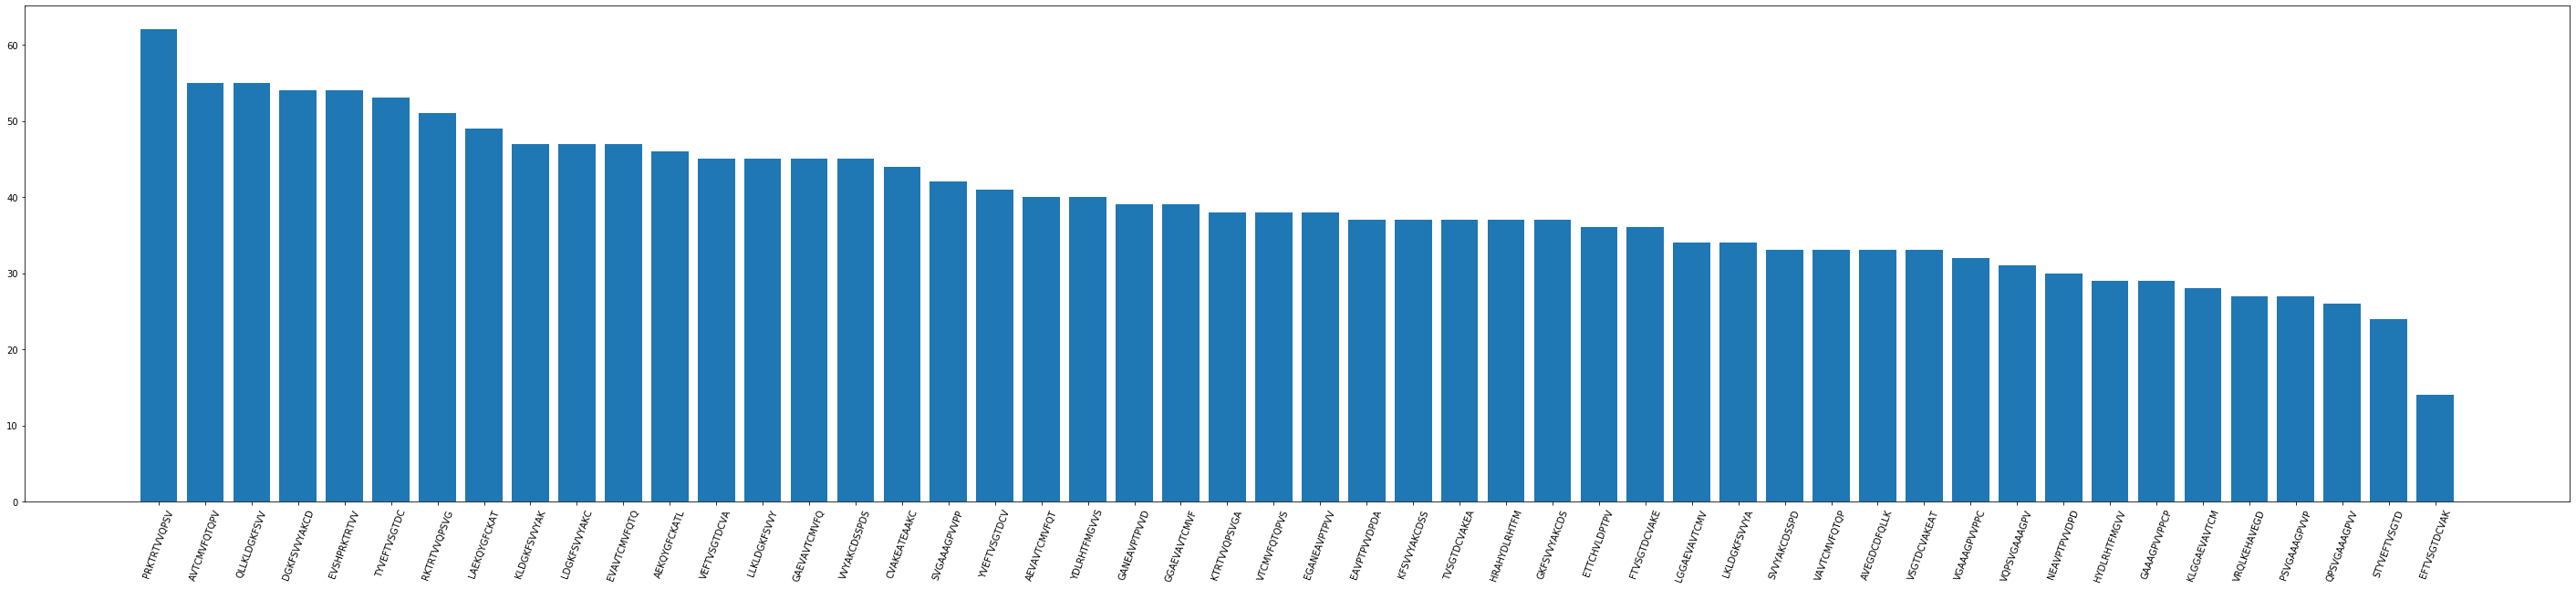 60
50
40
30
20
10
0
PRKTRTVVQPSV
AVTCMVFQTQPV
QLLKLDGKFSVV
DGKFSVVYAKCD
EVSHPRKTRTVV
TYVEFTVSGTDC
RKTRTVVQPSVG
LAEKQYGFCKAT
KLDGKFSVVYAK
LDGKFSVVYAKC
EVAVTCMVFQTQ
AEKQYGFCKATL
VEFTVSGTDCVA
LLKLDGKFSVVY
GAEVAVTCMVFQ
VVYAKCDSSPDS
CVAKEATEAAKC
SVGAAAGPVVPP
YVEFTVSGTDCV
AEVAVTCMVFQT
YDLRHTFMGVVS
GANEAVPTPVVD
GGAEVAVTCMVF
KTRTVVQPSVGA
VTCMVFQTQPVS
EGANEAVPTPVV
EAVPTPVVDPDA
KFSVVYAKCDSS
TVSGTDCVAKEA
HRAHYDLRHTFM
GKFSVVYAKCDS
ETTCHVLDPTPV
FTVSGTDCVAKE
LGGAEVAVTCMV
LKLDGKFSVVYA
SVVYAKCDSSPD
VAVTCMVFQTQP
AVEGDCDFQLLK
VSGTDCVAKEAT
VGAAAGPVVPPC
VQPSVGAAAGPV
NEAVPTPVVDPD
HYDLRHTFMGVV
GAAAGPVVPPCP
KLGGAEVAVTCM
VRQLKEHAVEGD
PSVGAAAGPVVP
QPSVGAAAGPVV
STYVEFTVSGTD
EFTVSGTDCVAK